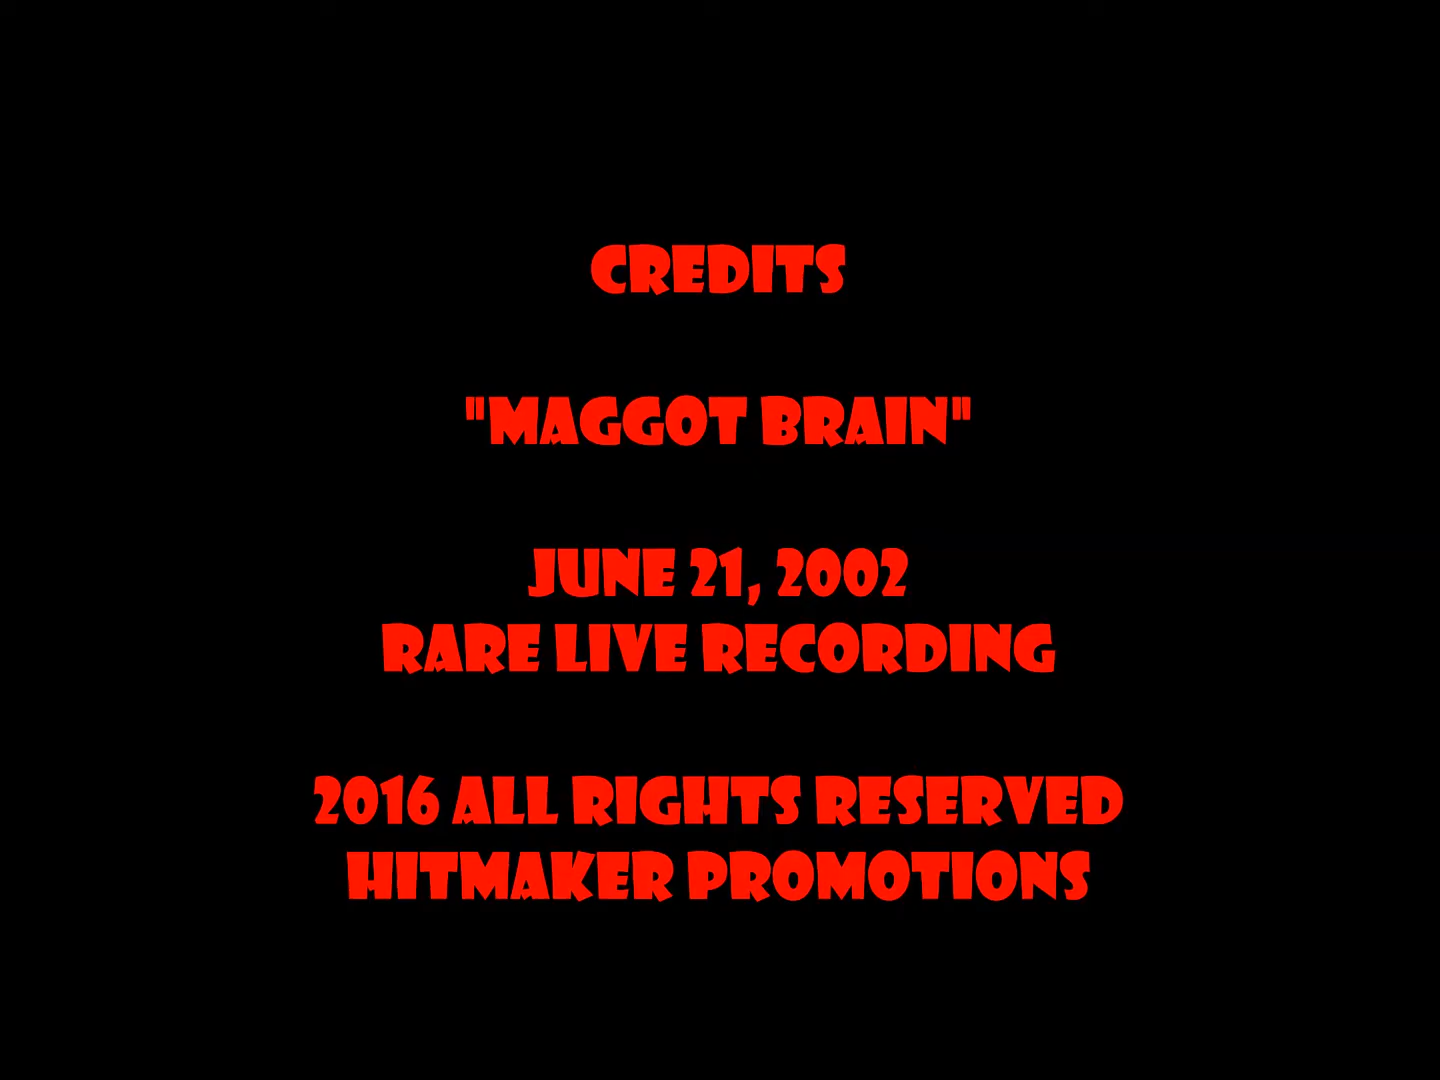 CREDITS
"MAGGOT BRAIN"
JUNE 21, 2002
RARE LIVE RECORDING
2016 ALL RIGHTS RESERVED
HITMAKER PROMOTIONS